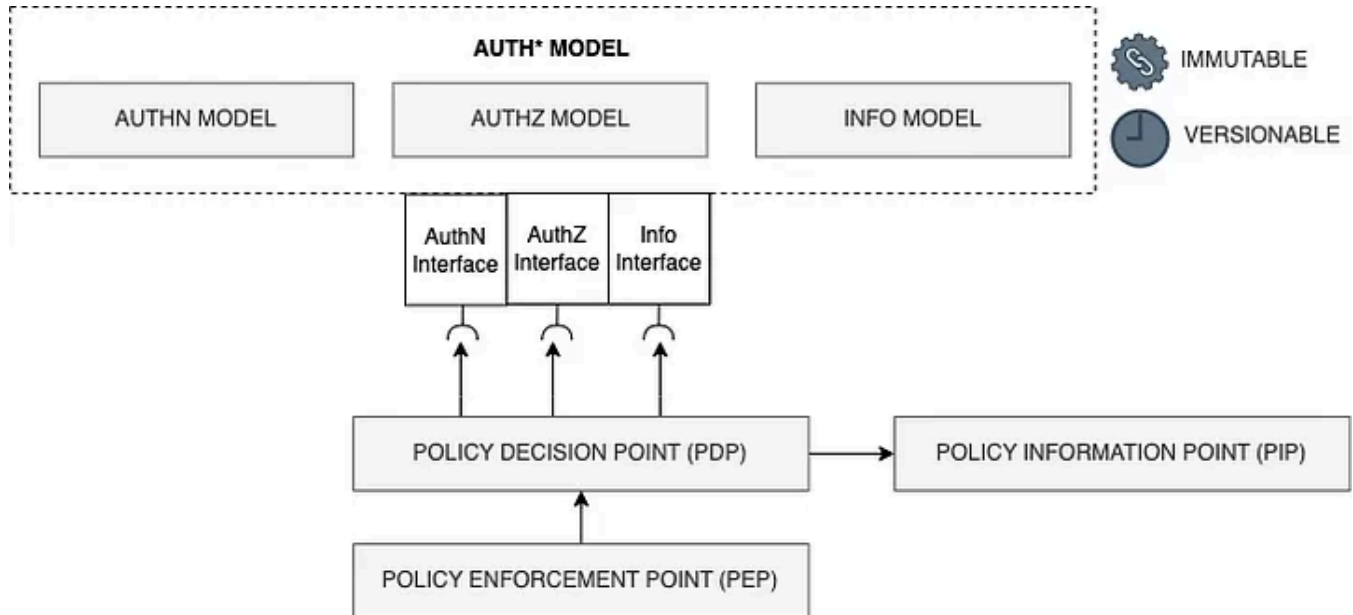 AUTH* MODEL
IMMUTABLE
AUTHN MODEL
AUTHZ MODEL
INFO MODEL
VERSIONABLE
AuthN
Interface
AuthZ
Interface
Info
Interface
POLICY DECISION POINT (PDP)
POLICY INFORMATION POINT (PIP)
POLICY ENFORCEMENT POINT (PEP)